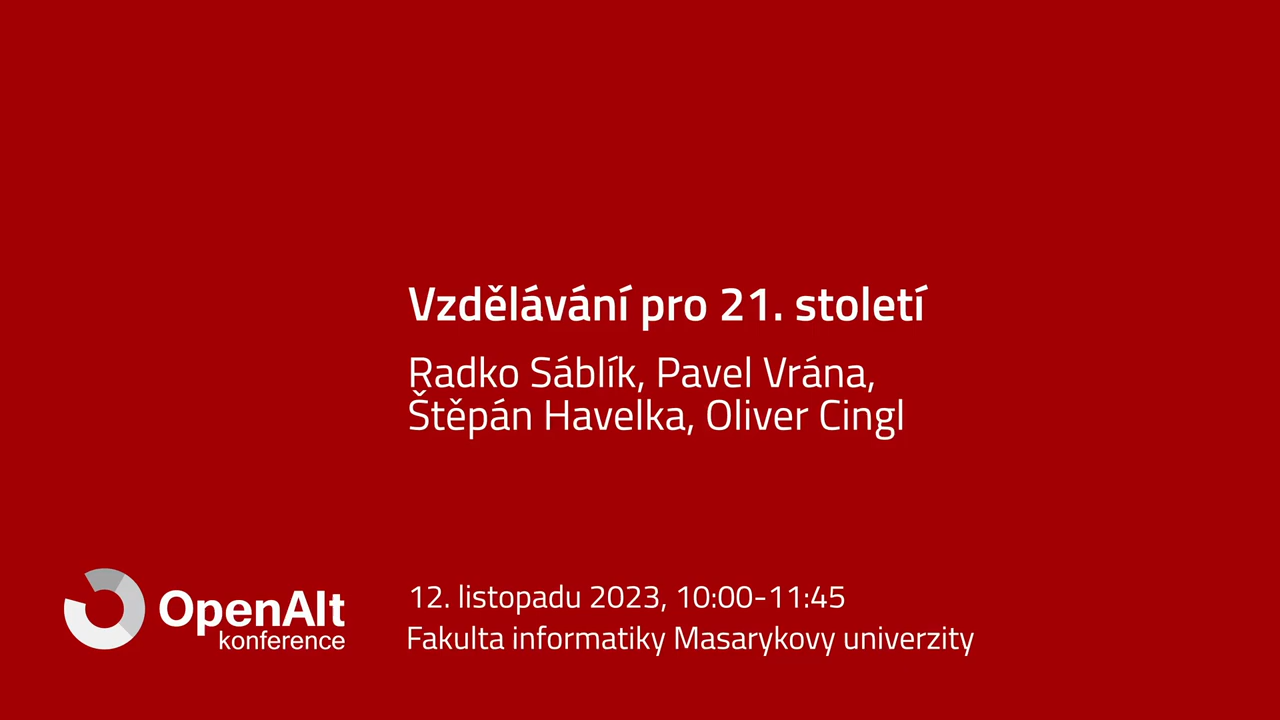 Vzdělávání pro 21. století
Radko Sáblík, Pavel Vrána,
Štěpán Havelka, Oliver Cingl
OpenAlt
konference
12. listopadu 2023, 10:00-11:45
Fakulta informatiky Masarykovy univerzity